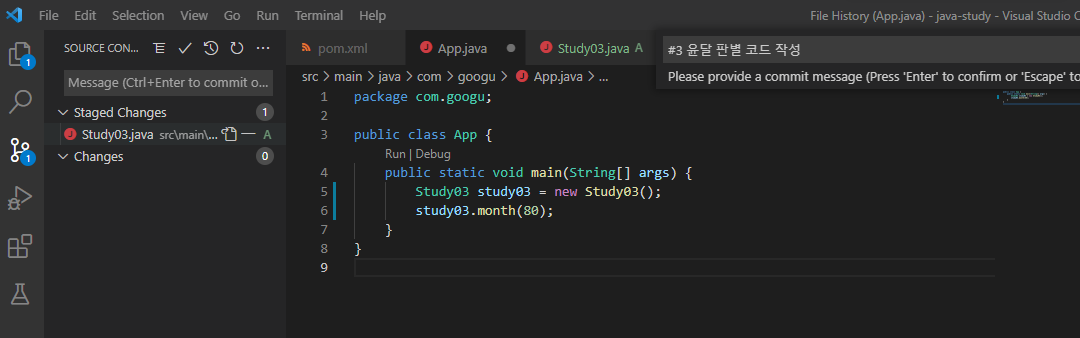 File Edit Selection View Go Run Terminal Help File History (App.java) - java-study - Visual Studio C
SOURCE CON...
pom.xml App.java Study03.java A
#3 윤달 판별 코드 작성
Please provide a commit message (Press 'Enter' to confirm or 'Escape' to
Message (Ctrl+Enter to commit o...
src > main > java > com > googu > App.java > ...
Staged Changes 1
Study03.java src\main\... A
Changes 0
1
1
1 package com.googu;
2
3 public class App {
Run | Debug
4 public static void main(String[] args) {
5 Study03 study03 = new Study03();
6 study03.month(80);
7 }
8 }
9